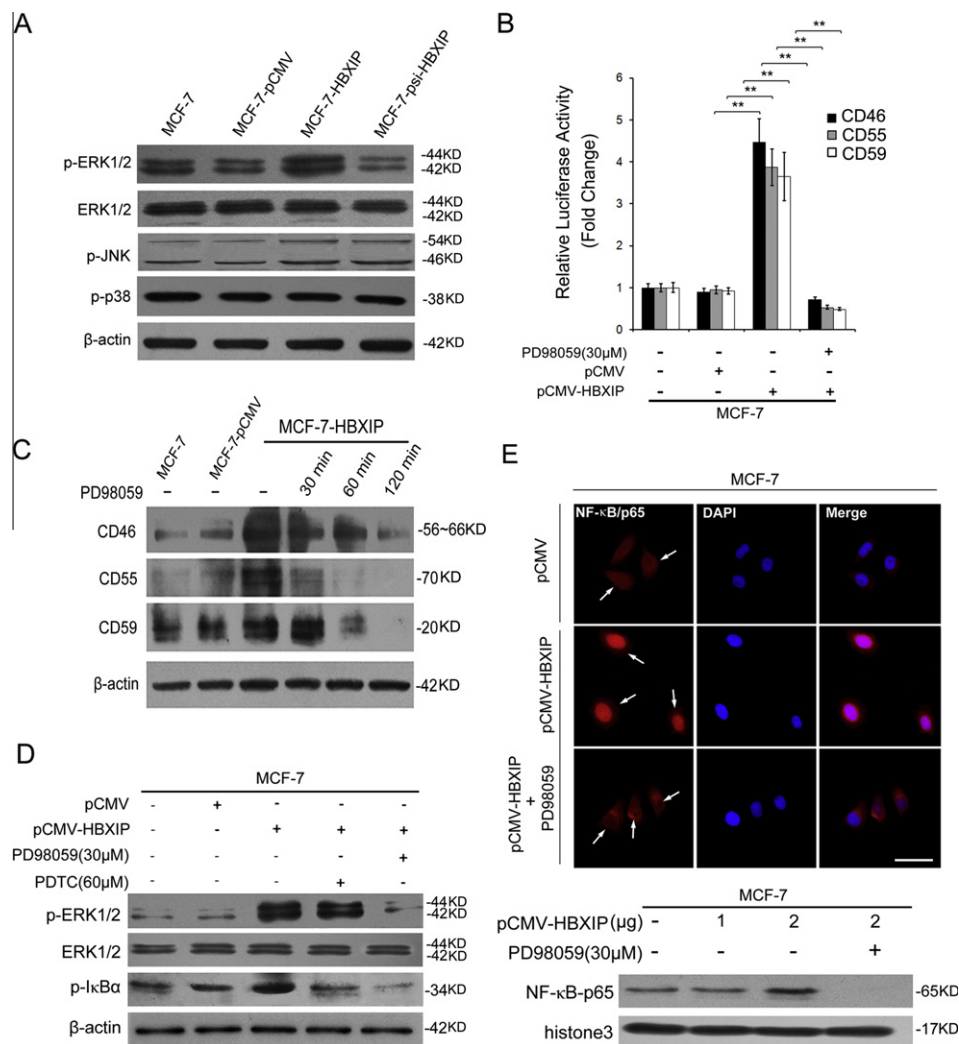 A
MCF-7
MCF-7-pCMV
MCF-7-HBXIP
MCF-7-psi-HBXIP
p-ERK1/2
-44KD
-42KD
ERK1/2
-44KD
-42KD
p-JNK
-54KD
-46KD
p-p38
-38KD
β-actin
-42KD
B
**
**
**
**
**
**
Relative Luciferase Activity
(Fold Change)
6
5
4
3
2
1
0
CD46
CD55
CD59
PD98059(30μM) - - - +
pCMV - + - -
pCMV-HBXIP - - + +
MCF-7
C
MCF-7
MCF-7-pCMV
MCF-7-HBXIP
30 min
60 min
120 min
PD98059 - - -
CD46
-56~66KD
CD55
-70KD
CD59
-20KD
β-actin
-42KD
D
MCF-7
pCMV - + - - -
pCMV-HBXIP - - + + +
PD98059(30μM) - - - - +
PDTC(60μM) - - - + -
p-ERK1/2
-44KD
-42KD
ERK1/2
-44KD
-42KD
p-IκBα
-34KD
β-actin
-42KD
E
MCF-7
NF-κB/p65
DAPI
Merge
pCMV
pCMV-HBXIP
pCMV-HBXIP
+
PD98059
MCF-7
pCMV-HBXIP(μg) - 1 2 2
PD98059(30μM) - - - +
NF-κB-p65
-65KD
histone3
-17KD